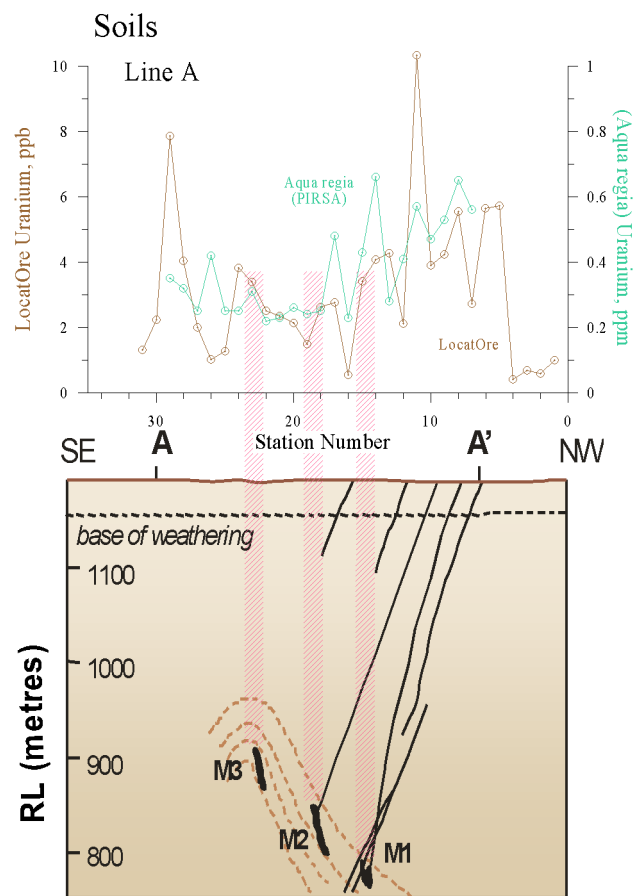 Soils
Line A
10
8
6
4
2
0
LocatOre Uranium, ppb
1
0.8
0.6
0.4
0.2
0
(Aqua regia) Uranium, ppm
Aqua regia
(PIRSA)
LocatOre
30
20
10
0
Station Number
SE
A
A'
NW
base of weathering
1100
1000
900
800
RL (metres)
M3
M2
M1